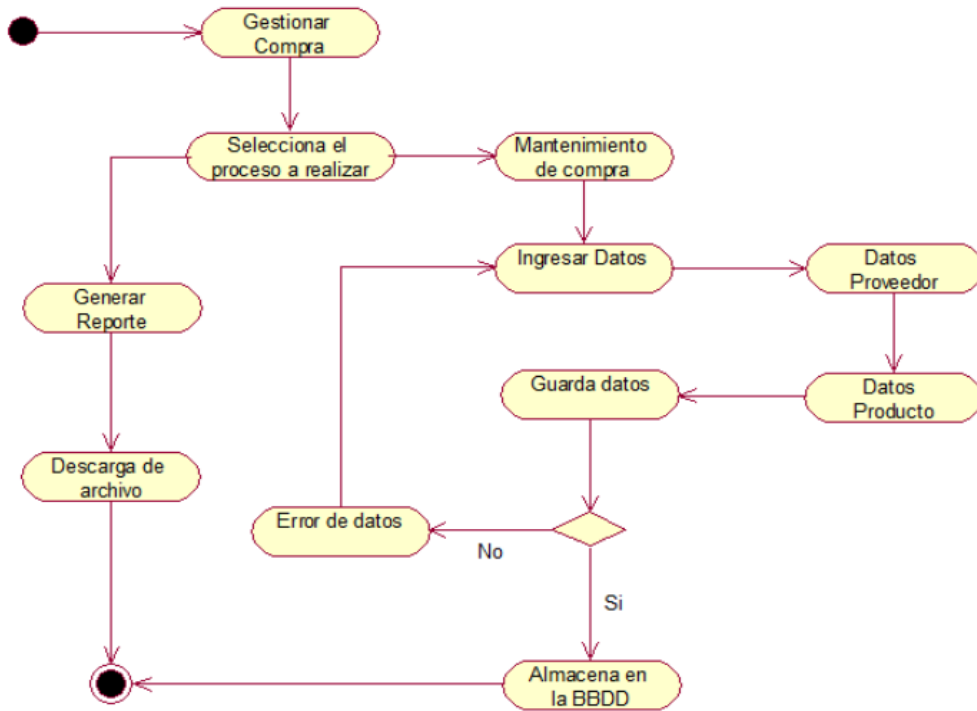 Gestionar
Compra
Selecciona el
proceso a realizar
Mantenimiento
de compra
Ingresar Datos
Datos
Proveedor
Generar
Reporte
Guarda datos
Datos
Producto
Descarga de
archivo
Error de datos
No
Si
Almacena en
la BBDD